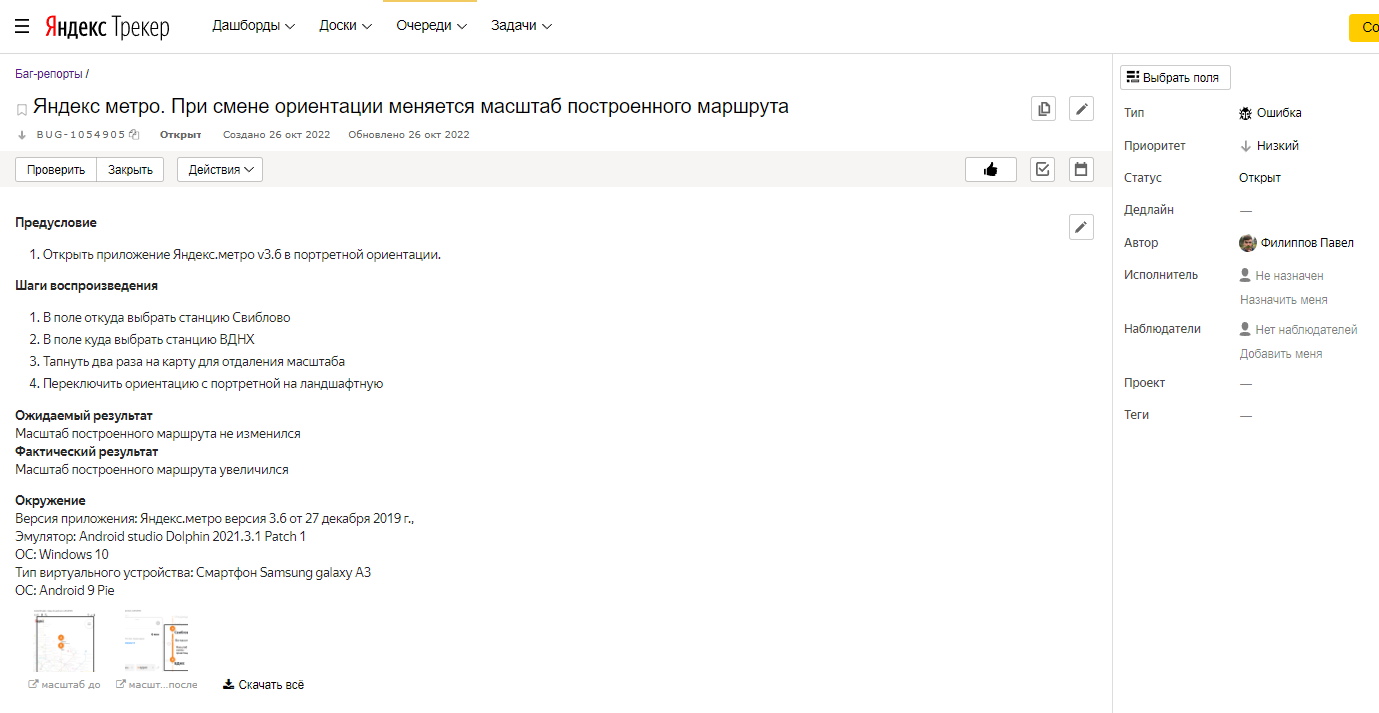 Яндекс Трекер Дашборды Доски Очереди Задачи Со
Баг-репорты /
Яндекс метро. При смене ориентации меняется масштаб построенного маршрута
BUG-1054905 Открыт Создано 26 окт 2022 Обновлено 26 окт 2022
Проверить Закрыть Действия
Предусловие
1. Открыть приложение Яндекс.метро v3.6 в портретной ориентации.
Шаги воспроизведения
1. В поле откуда выбрать станцию Свиблово
2. В поле куда выбрать станцию ВДНХ
3. Тапнуть два раза на карту для отдаления масштаба
4. Переключить ориентацию с портретной на ландшафтную
Ожидаемый результат
Масштаб построенного маршрута не изменился
Фактический результат
Масштаб построенного маршрута увеличился
Окружение
Версия приложения: Яндекс.метро версия 3.6 от 27 декабря 2019 г.,
Эмулятор: Android studio Dolphin 2021.3.1 Patch 1
ОС: Windows 10
Тип виртуального устройства: Смартфон Samsung galaxy A3
ОС: Android 9 Pie
масштаб до масшт...после Скачать всё
Выбрать поля
Тип Ошибка
Приоритет Низкий
Статус Открыт
Дедлайн —
Автор Филиппов Павел
Исполнитель Не назначен
Назначить меня
Наблюдатели Нет наблюдателей
Добавить меня
Проект —
Теги —